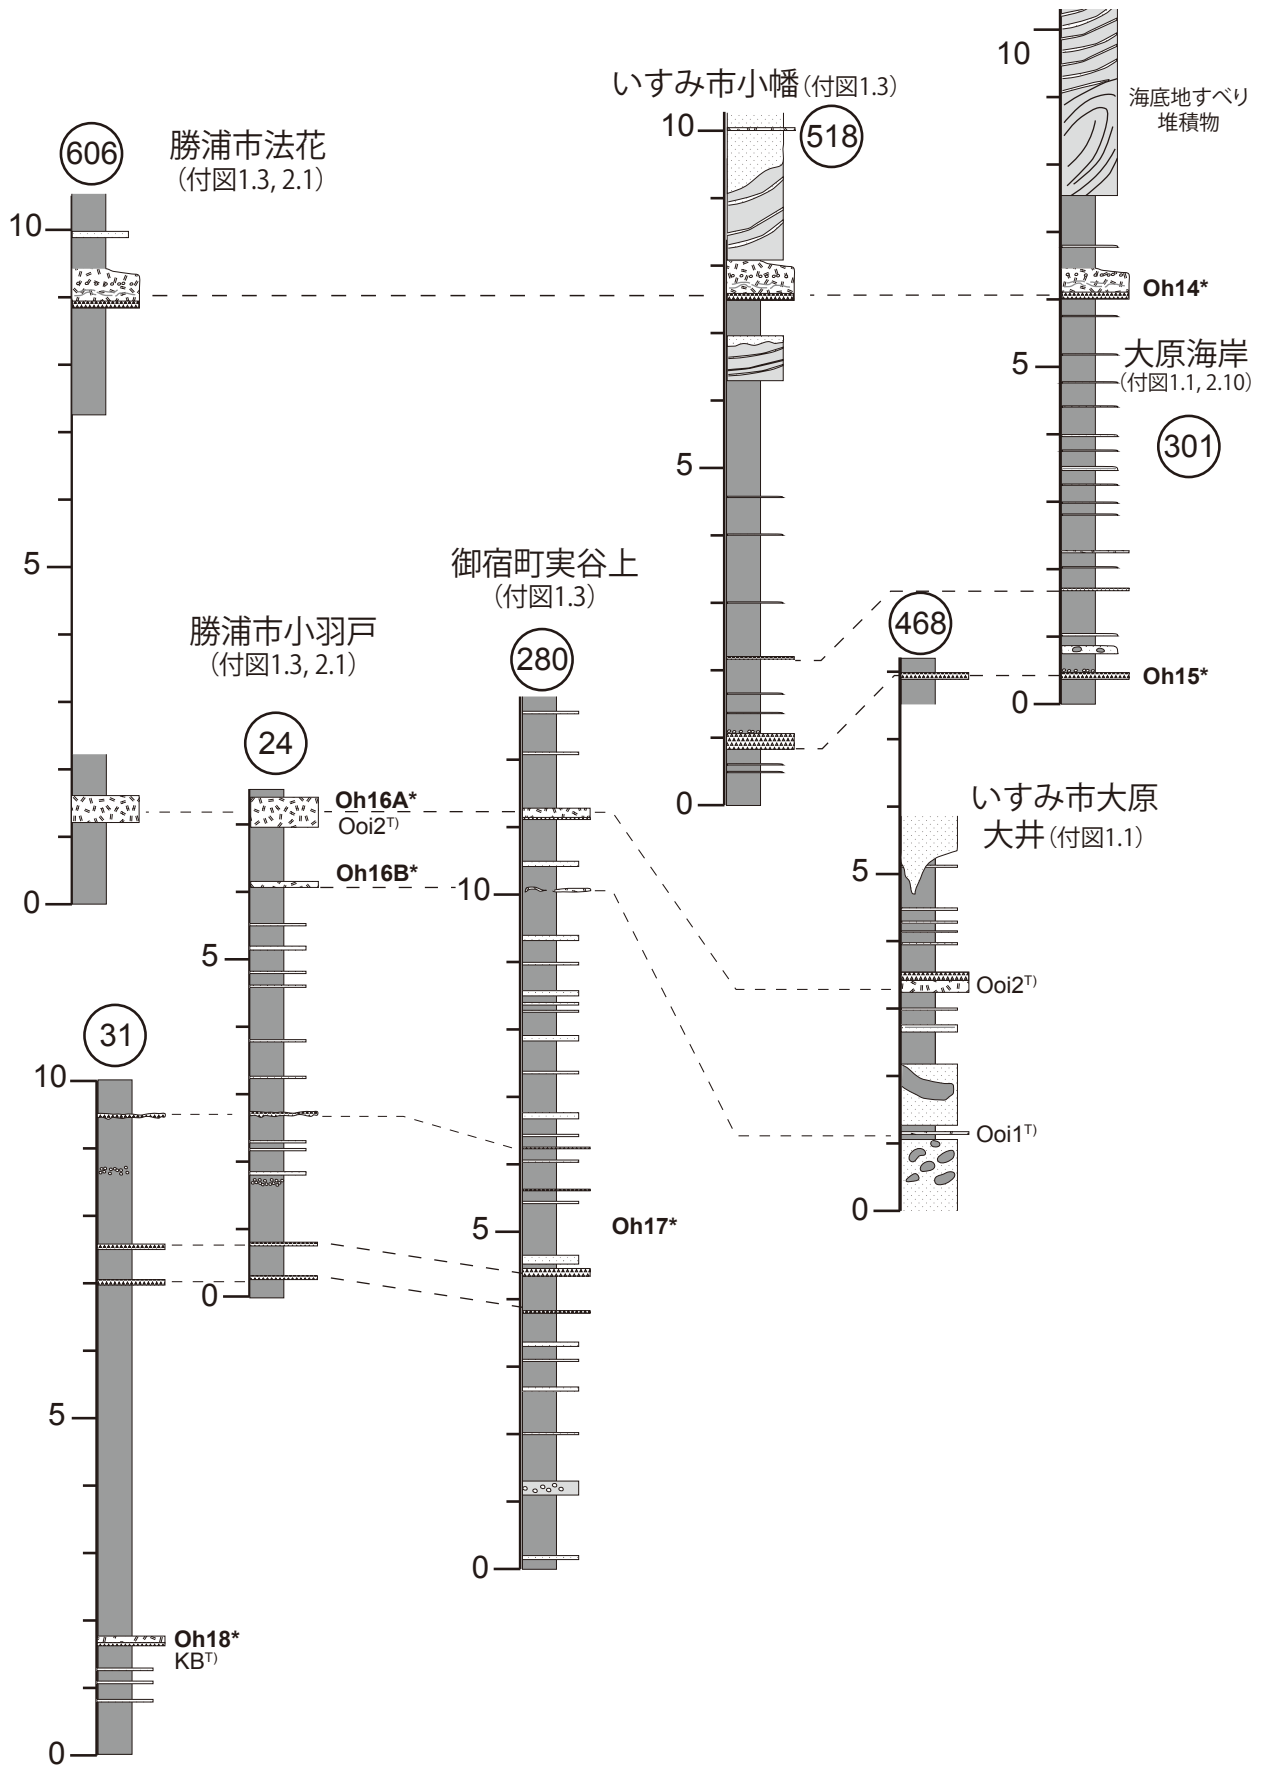 10
海底地すべり
堆積物
いすみ市小幡(付図1.3)
10
518
606
勝浦市法花
(付図1.3, 2.1)
10
Oh14*
大原海岸
(付図1.1, 2.10)
5
301
5
5
御宿町実谷上
(付図1.3)
勝浦市小羽戸
(付図1.3, 2.1)
468
280
Oh15*
0
24
いすみ市大原
大井(付図1.1)
Oh16A*
Ooi2T)
0
Oh16B*
5
10
0
5
Ooi2T)
31
10
Ooi1T)
0
5
Oh17*
0
5
0
Oh18*
KBT)
0